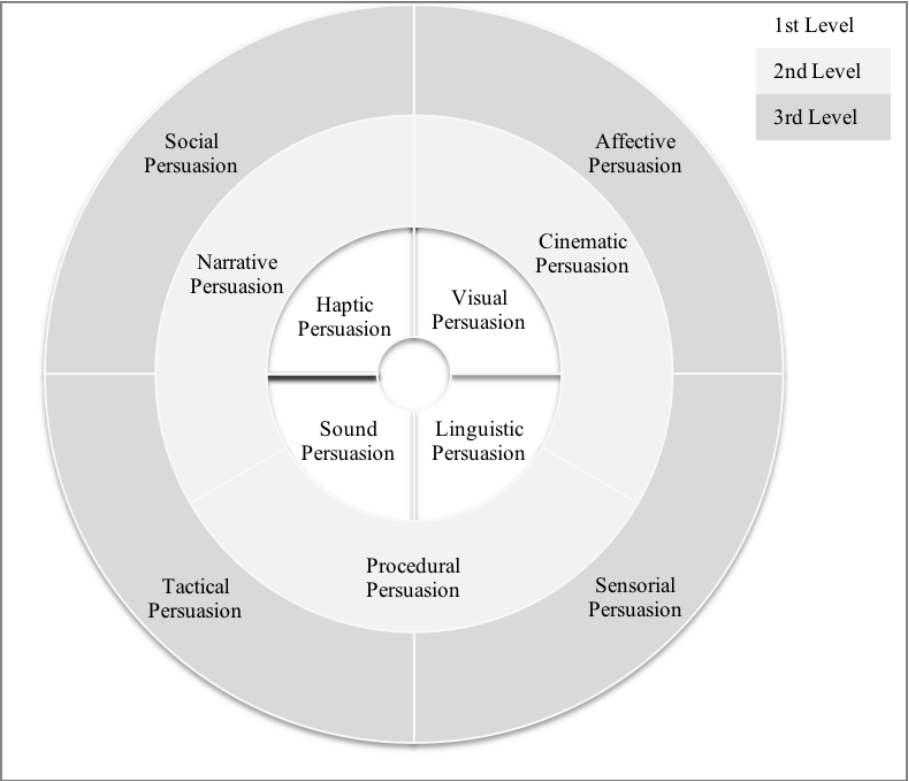 1st Level
2nd Level
3rd Level
Social
Persuasion
Affective
Persuasion
Narrative
Persuasion
Cinematic
Persuasion
Haptic
Persuasion
Visual
Persuasion
Sound
Persuasion
Linguistic
Persuasion
Procedural
Persuasion
Tactical
Persuasion
Sensorial
Persuasion